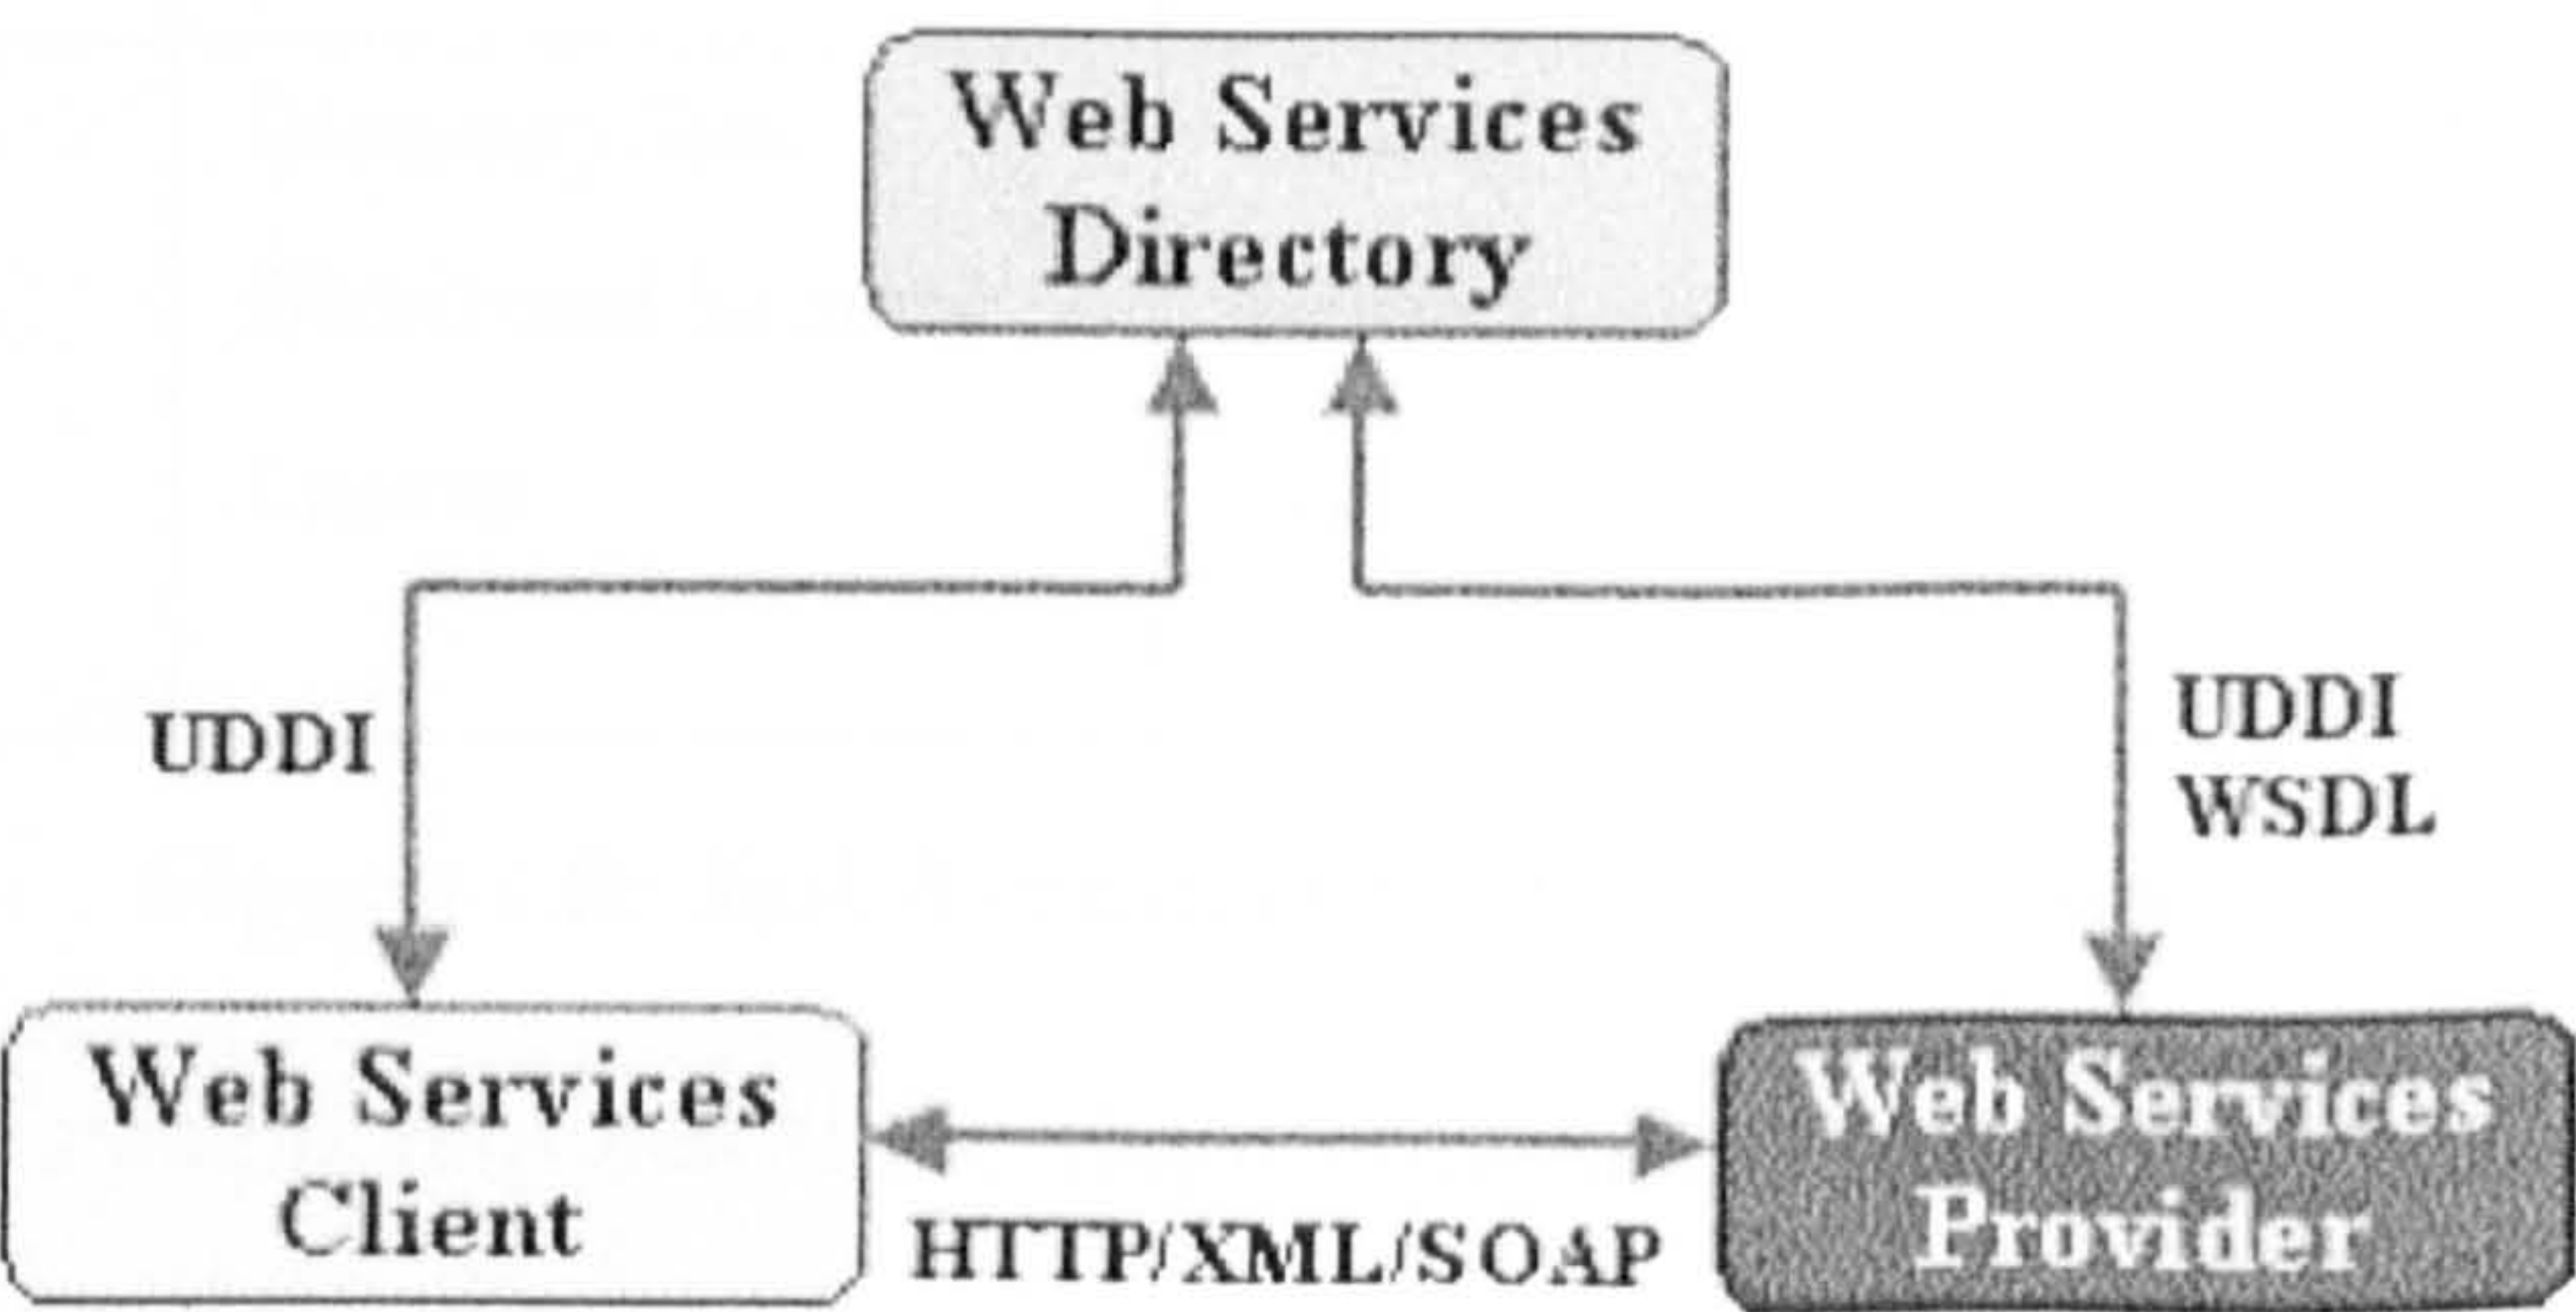 Web Services
Directory
UDDI
UDDI
WSDL
Web Services
Client
HTTP/XML/SOAP
Web Services
Provider